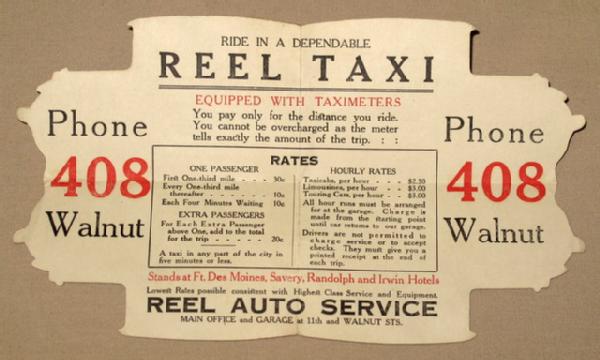 RIDE IN A DEPENDABLE
REEL TAXI
EQUIPPED WITH TAXIMETERS
You pay only for the distance you ride.
You cannot be overcharged as the meter
tells exactly the amount of the trip. : :
Phone
408
Walnut
RATES
ONE PASSENGER
First One-third mile - - - 30c
Every One-third mile
thereafter - - - - - - 10c
Each Four Minutes Waiting 10c
EXTRA PASSENGERS
For Each Extra Passenger
above One, add to the total
for the trip - - - - - - 20c
A taxi in any part of the city in
five minutes or less.
HOURLY RATES
Taxicabs, per hour - - - - $2.50
Limousines, per hour - - $3.00
Touring Cars, per hour - - $3.00
All hour runs must be arranged
for at the garage. Charge is
made from the starting point
until car returns to our garage.
Drivers are not permitted to
charge service or to accept
checks. They must give you a
printed receipt at the end of
each trip.
Phone
408
Walnut
Stands at Ft. Des Moines, Savery, Randolph and Irwin Hotels
Lowest Rates possible consistent with Highest Class Service and Equipment.
REEL AUTO SERVICE
MAIN OFFICE and GARAGE at 11th and WALNUT STS.